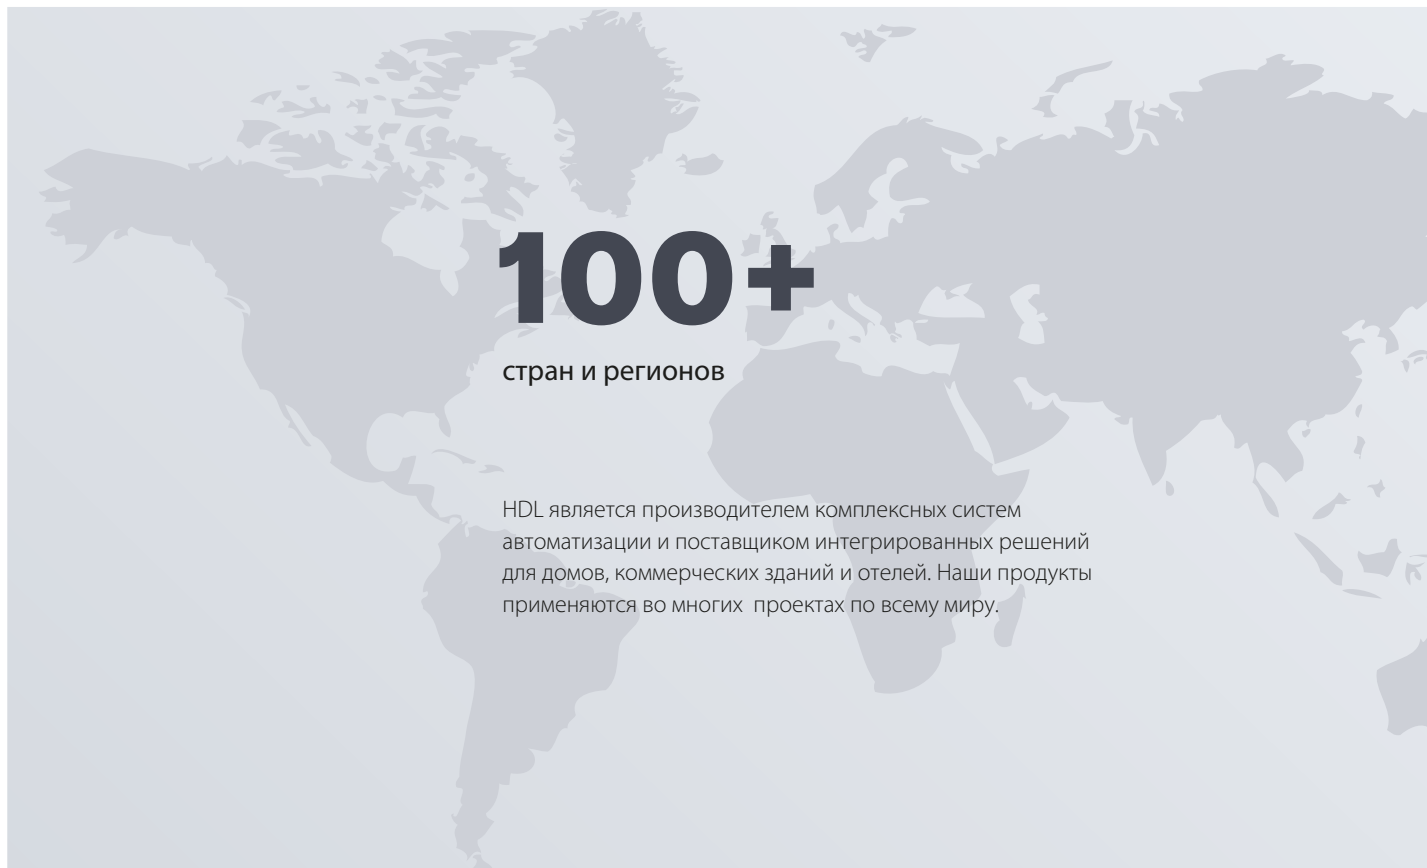 100+
стран и регионов
HDL является производителем комплексных систем
автоматизации и поставщиком интегрированных решений
для домов, коммерческих зданий и отелей. Наши продукты
применяются во многих  проектах по всему миру.